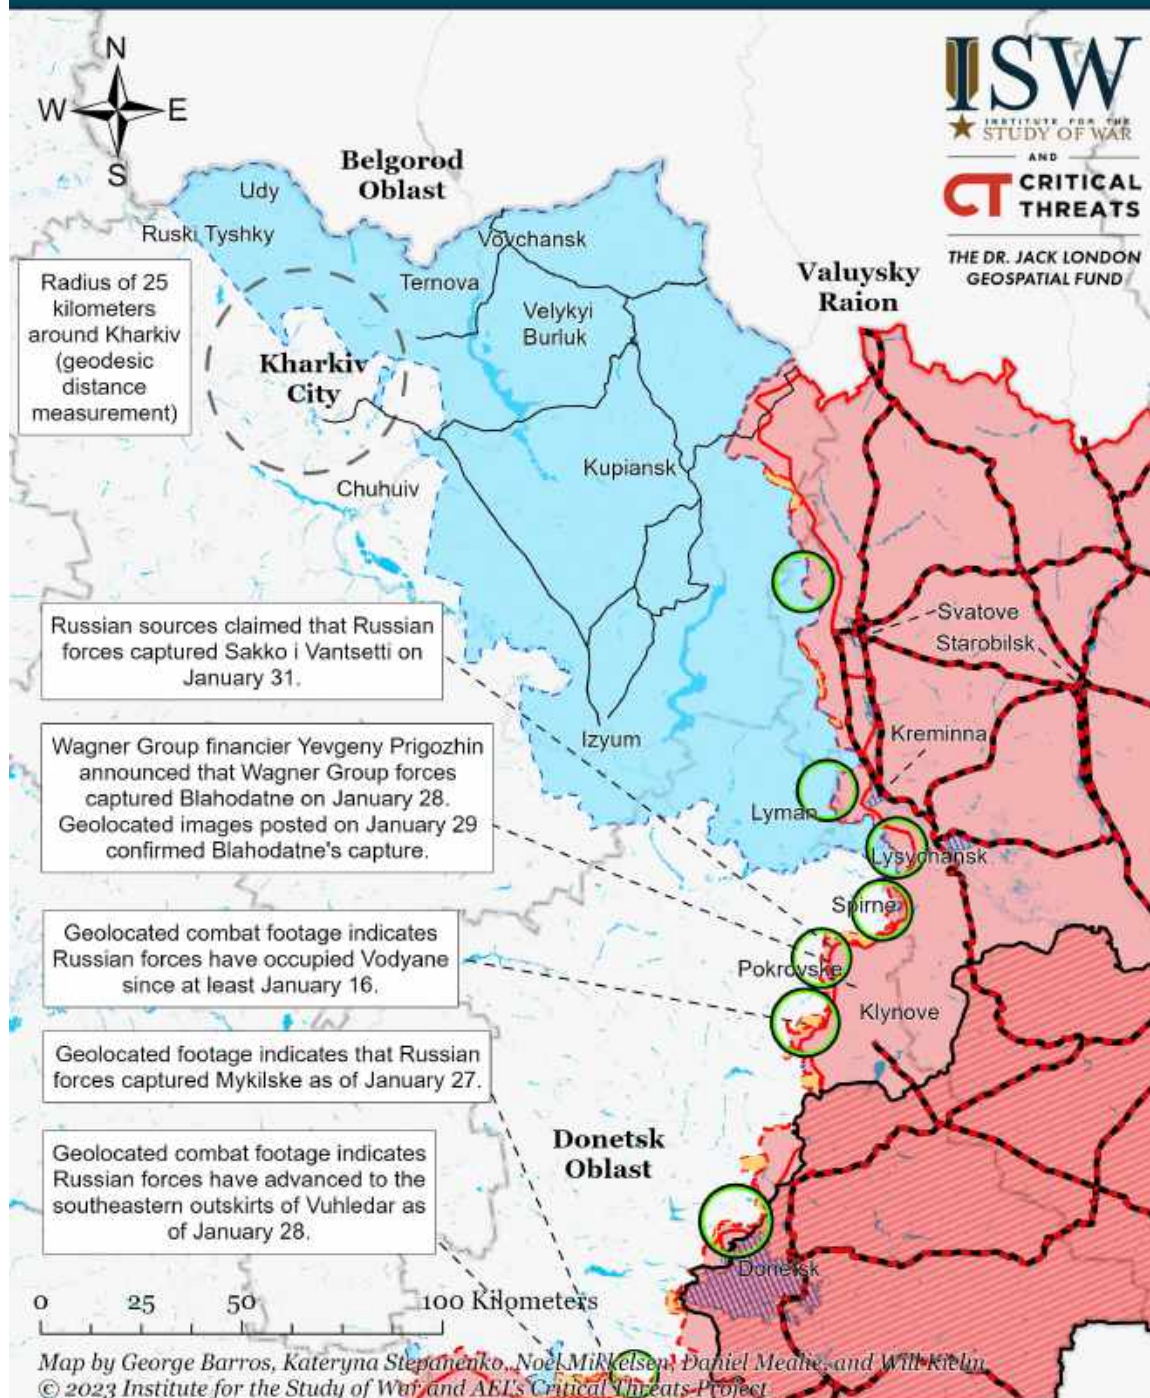 N
W E
S
ISW
INSTITUTE FOR THE
STUDY OF WAR
AND
CT CRITICAL
THREATS
THE DR. JACK LONDON
GEOSPATIAL FUND
Belgorod
Oblast
Udy
Ruski Tyshky
Vovchansk
Ternova
Valuysky
Raion
Radius of 25
kilometers
around Kharkiv
(geodesic
distance
measurement)
Velykyi
Burluk
Kharkiv
City
Kupiansk
Chuhuiv
Russian sources claimed that Russian
forces captured Sakko i Vantsetti on
January 31.
Svatove
Starobilsk
Wagner Group financier Yevgeny Prigozhin
announced that Wagner Group forces
captured Blahodatne on January 28.
Geolocated images posted on January 29
confirmed Blahodatne's capture.
Izyum
Kreminna
Lyman
Lysychansk
Spirne
Geolocated combat footage indicates
Russian forces have occupied Vodyane
since at least January 16.
Pokrovske
Klynove
Geolocated footage indicates that Russian
forces captured Mykilske as of January 27.
Donetsk
Oblast
Geolocated combat footage indicates
Russian forces have advanced to the
southeastern outskirts of Vuhledar as
of January 28.
Donetsk
0 25 50 100 Kilometers
Map by George Barros, Kateryna Stepanenko, Noel Mikkelsen, Daniel Mealie, and Will Kielm
© 2023 Institute for the Study of War and AEI's Critical Threats Project